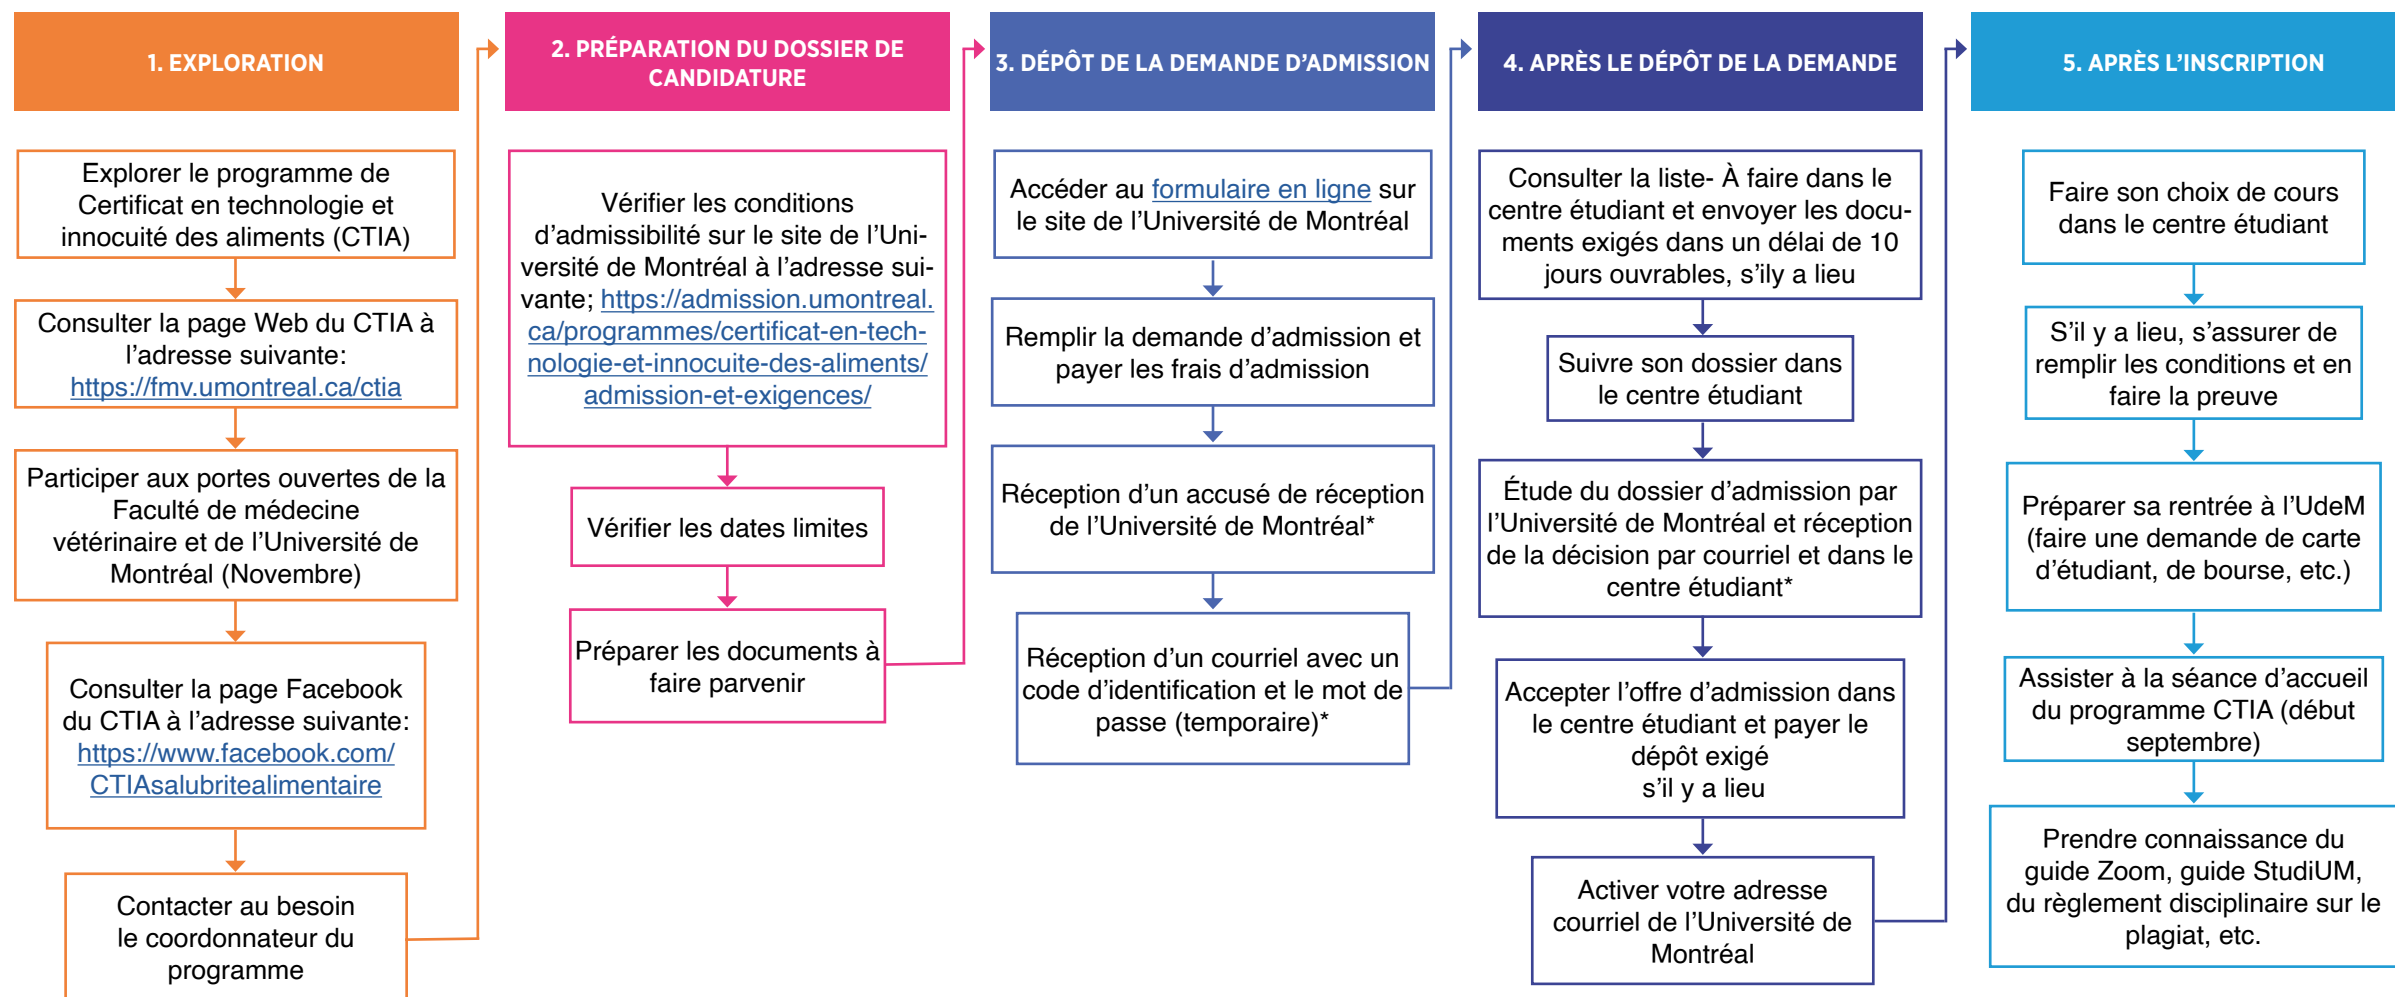 1. EXPLORATION
Explorer le programme de
Certificat en technologie et
innocuité des aliments (CTIA)
Consulter la page Web du CTIA à
l’adresse suivante:
https://fmv.umontreal.ca/ctia
Participer aux portes ouvertes de la
Faculté de médecine
vétérinaire et de l’Université de
Montréal (Novembre)
Consulter la page Facebook
du CTIA à l’adresse suivante:
https://www.facebook.com/
CTIAsalubritealimentaire
Contacter au besoin
le coordonnateur du
programme
2. PRÉPARATION DU DOSSIER DE
CANDIDATURE
Vérifier les conditions
d’admissibilité sur le site de l’Uni-
versité de Montréal à l’adresse sui-
vante; https://admission.umontreal.
ca/programmes/certificat-en-tech-
nologie-et-innocuite-des-aliments/
admission-et-exigences/
Vérifier les dates limites
Préparer les documents à
faire parvenir
3. DÉPÔT DE LA DEMANDE D’ADMISSION
Accéder au formulaire en ligne sur
le site de l’Université de Montréal
Remplir la demande d’admission et
payer les frais d’admission
Réception d’un accusé de réception
de l’Université de Montréal*
Réception d’un courriel avec un
code d’identification et le mot de
passe (temporaire)*
4. APRÈS LE DÉPÔT DE LA DEMANDE
Consulter la liste- À faire dans le
centre étudiant et envoyer les docu-
ments exigés dans un délai de 10
jours ouvrables, s’ily a lieu
Suivre son dossier dans
le centre étudiant
Étude du dossier d’admission par
l’Université de Montréal et réception
de la décision par courriel et dans le
centre étudiant*
Accepter l’offre d’admission dans
le centre étudiant et payer le
dépôt exigé
s’il y a lieu
Activer votre adresse
courriel de l’Université de
Montréal
5. APRÈS L’INSCRIPTION
Faire son choix de cours
dans le centre étudiant
S’il y a lieu, s’assurer de
remplir les conditions et en
faire la preuve
Préparer sa rentrée à l’UdeM
(faire une demande de carte
d’étudiant, de bourse, etc.)
Assister à la séance d’accueil
du programme CTIA (début
septembre)
Prendre connaissance du
guide Zoom, guide StudiUM,
du règlement disciplinaire sur le
plagiat, etc.